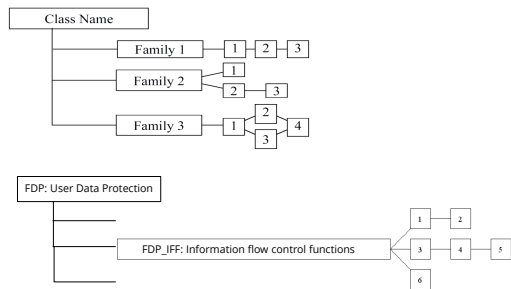 Class Name
Family 1 1 2 3
Family 2 1
2 3
Family 3 1 2 4
3
FDP: User Data Protection
1 2
FDP_IFF: Information flow control functions 3 4 5
6